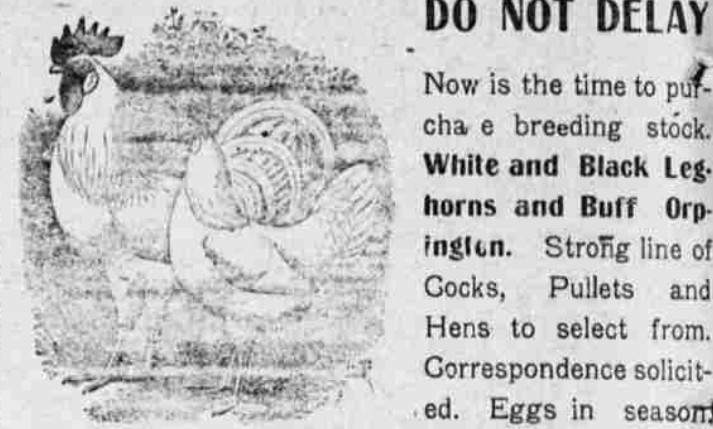 DO NOT DELAY
Now is the time to pur-
cha e breeding stock.
White and Black Leg-
horns and Buff Orp-
ington. Strong line of
Cocks, Pullets and
Hens to select from.
Correspondence solicit-
ed. Eggs in season